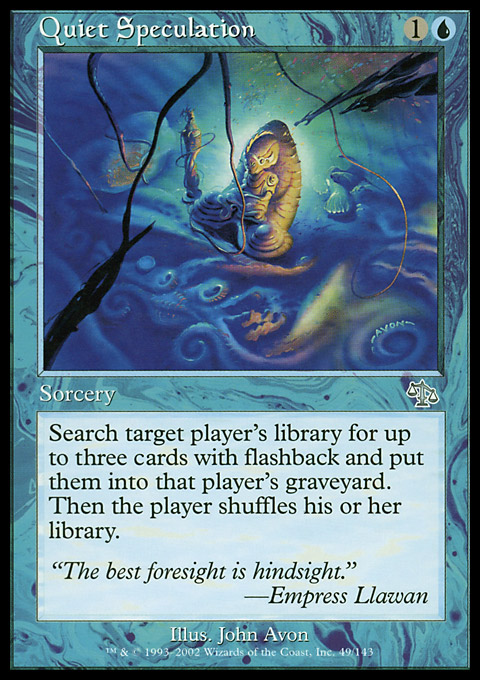 Quiet Speculation 1
AVON
Sorcery
Search target player's library for up
to three cards with flashback and put
them into that player's graveyard.
Then the player shuffles his or her
library.
“The best foresight is hindsight.”
—Empress Llawan
Illus. John Avon
™ & © 1993–2002 Wizards of the Coast, Inc. 49/143